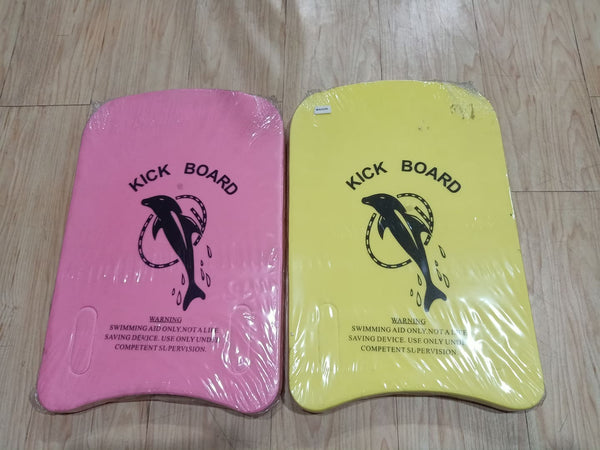 KICK BOARD
WARNING
SWIMMING AID ONLY.NOT A LIFE
SAVING DEVICE. USE ONLY UNDER
COMPETENT SUPERVISION.
KICK BOARD
WARNING
SWIMMING AID ONLY.NOT A LIFE
SAVING DEVICE. USE ONLY UNDER
COMPETENT SUPERVISION.